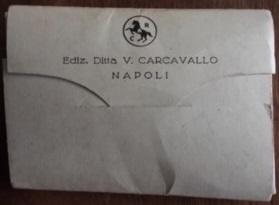 R
C
Ediz. Ditta V. CARCAVALLO
NAPOLI